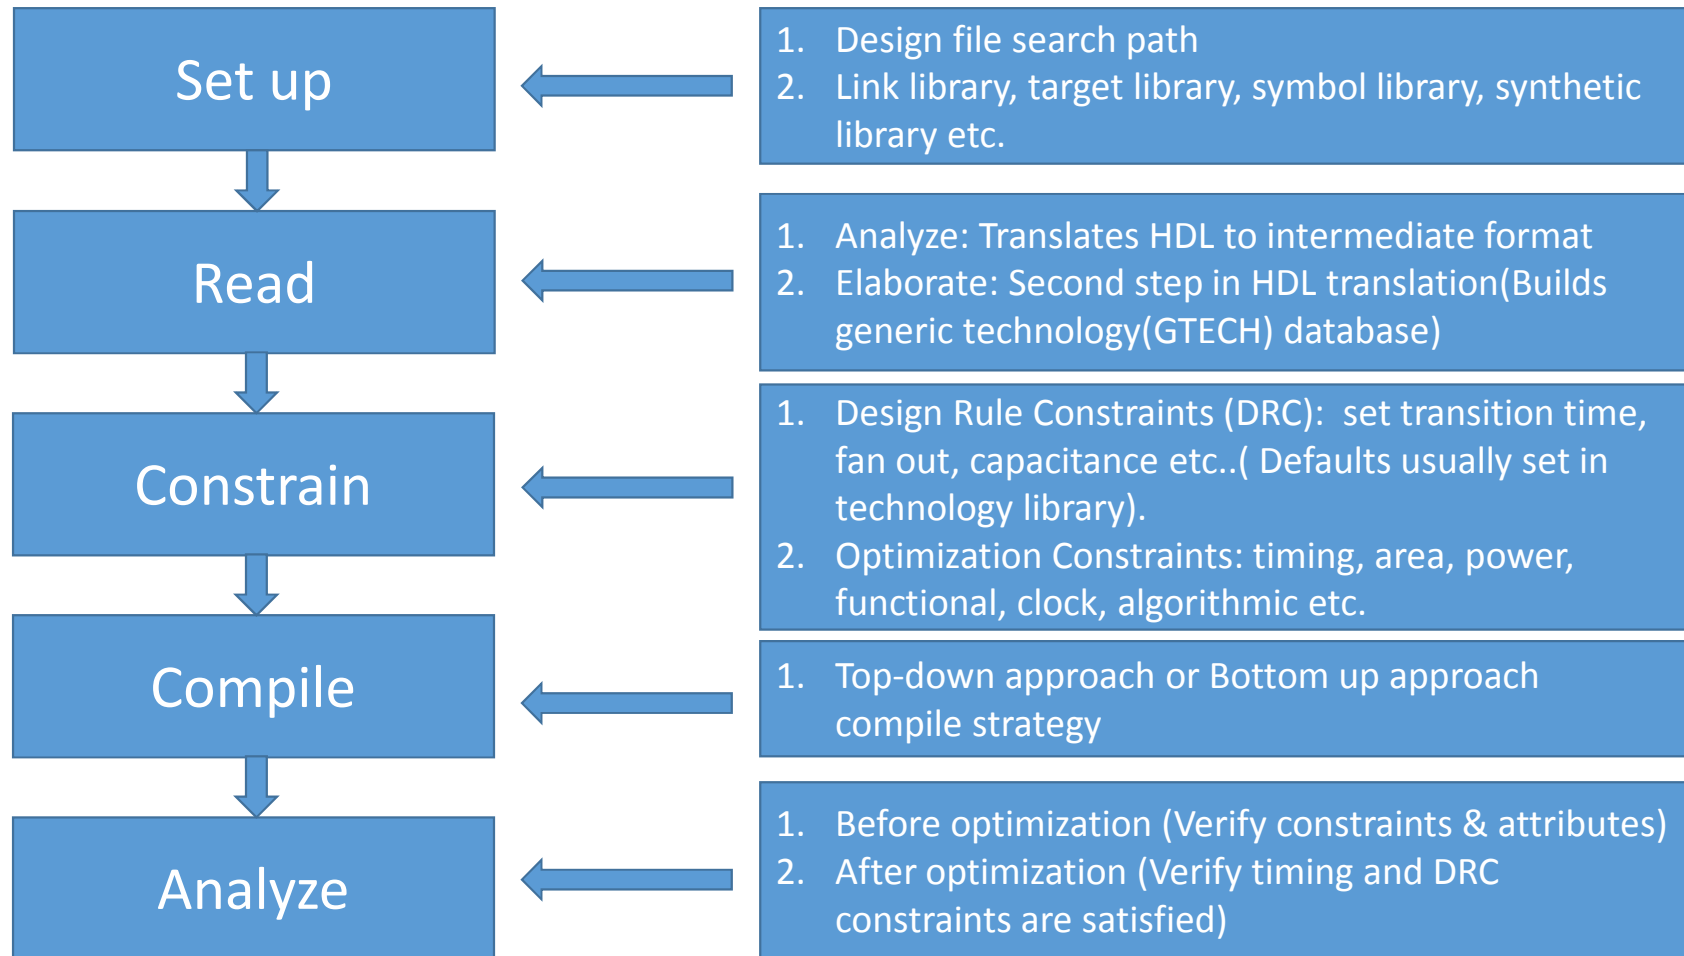 Set up
1. Design file search path
2. Link library, target library, symbol library, synthetic
library etc.
Read
1. Analyze: Translates HDL to intermediate format
2. Elaborate: Second step in HDL translation(Builds
generic technology(GTECH) database)
Constrain
1. Design Rule Constraints (DRC):  set transition time,
fan out, capacitance etc..( Defaults usually set in
technology library).
2. Optimization Constraints: timing, area, power,
functional, clock, algorithmic etc.
Compile
1. Top-down approach or Bottom up approach
compile strategy
Analyze
1. Before optimization (Verify constraints & attributes)
2. After optimization (Verify timing and DRC
constraints are satisfied)